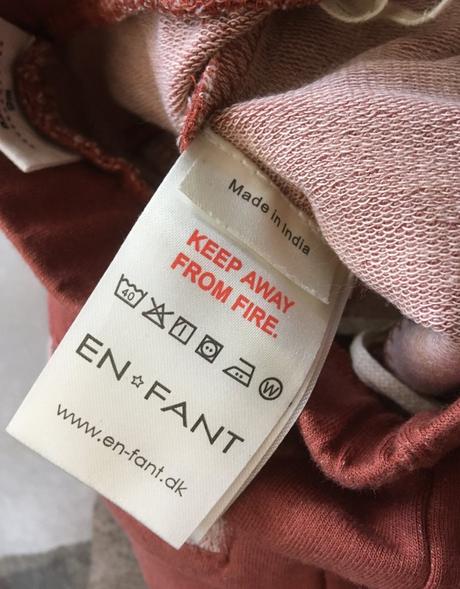 Made in India
KEEP AWAY
FROM FIRE.
40 W
EN☆FANT
www.en-fant.dk